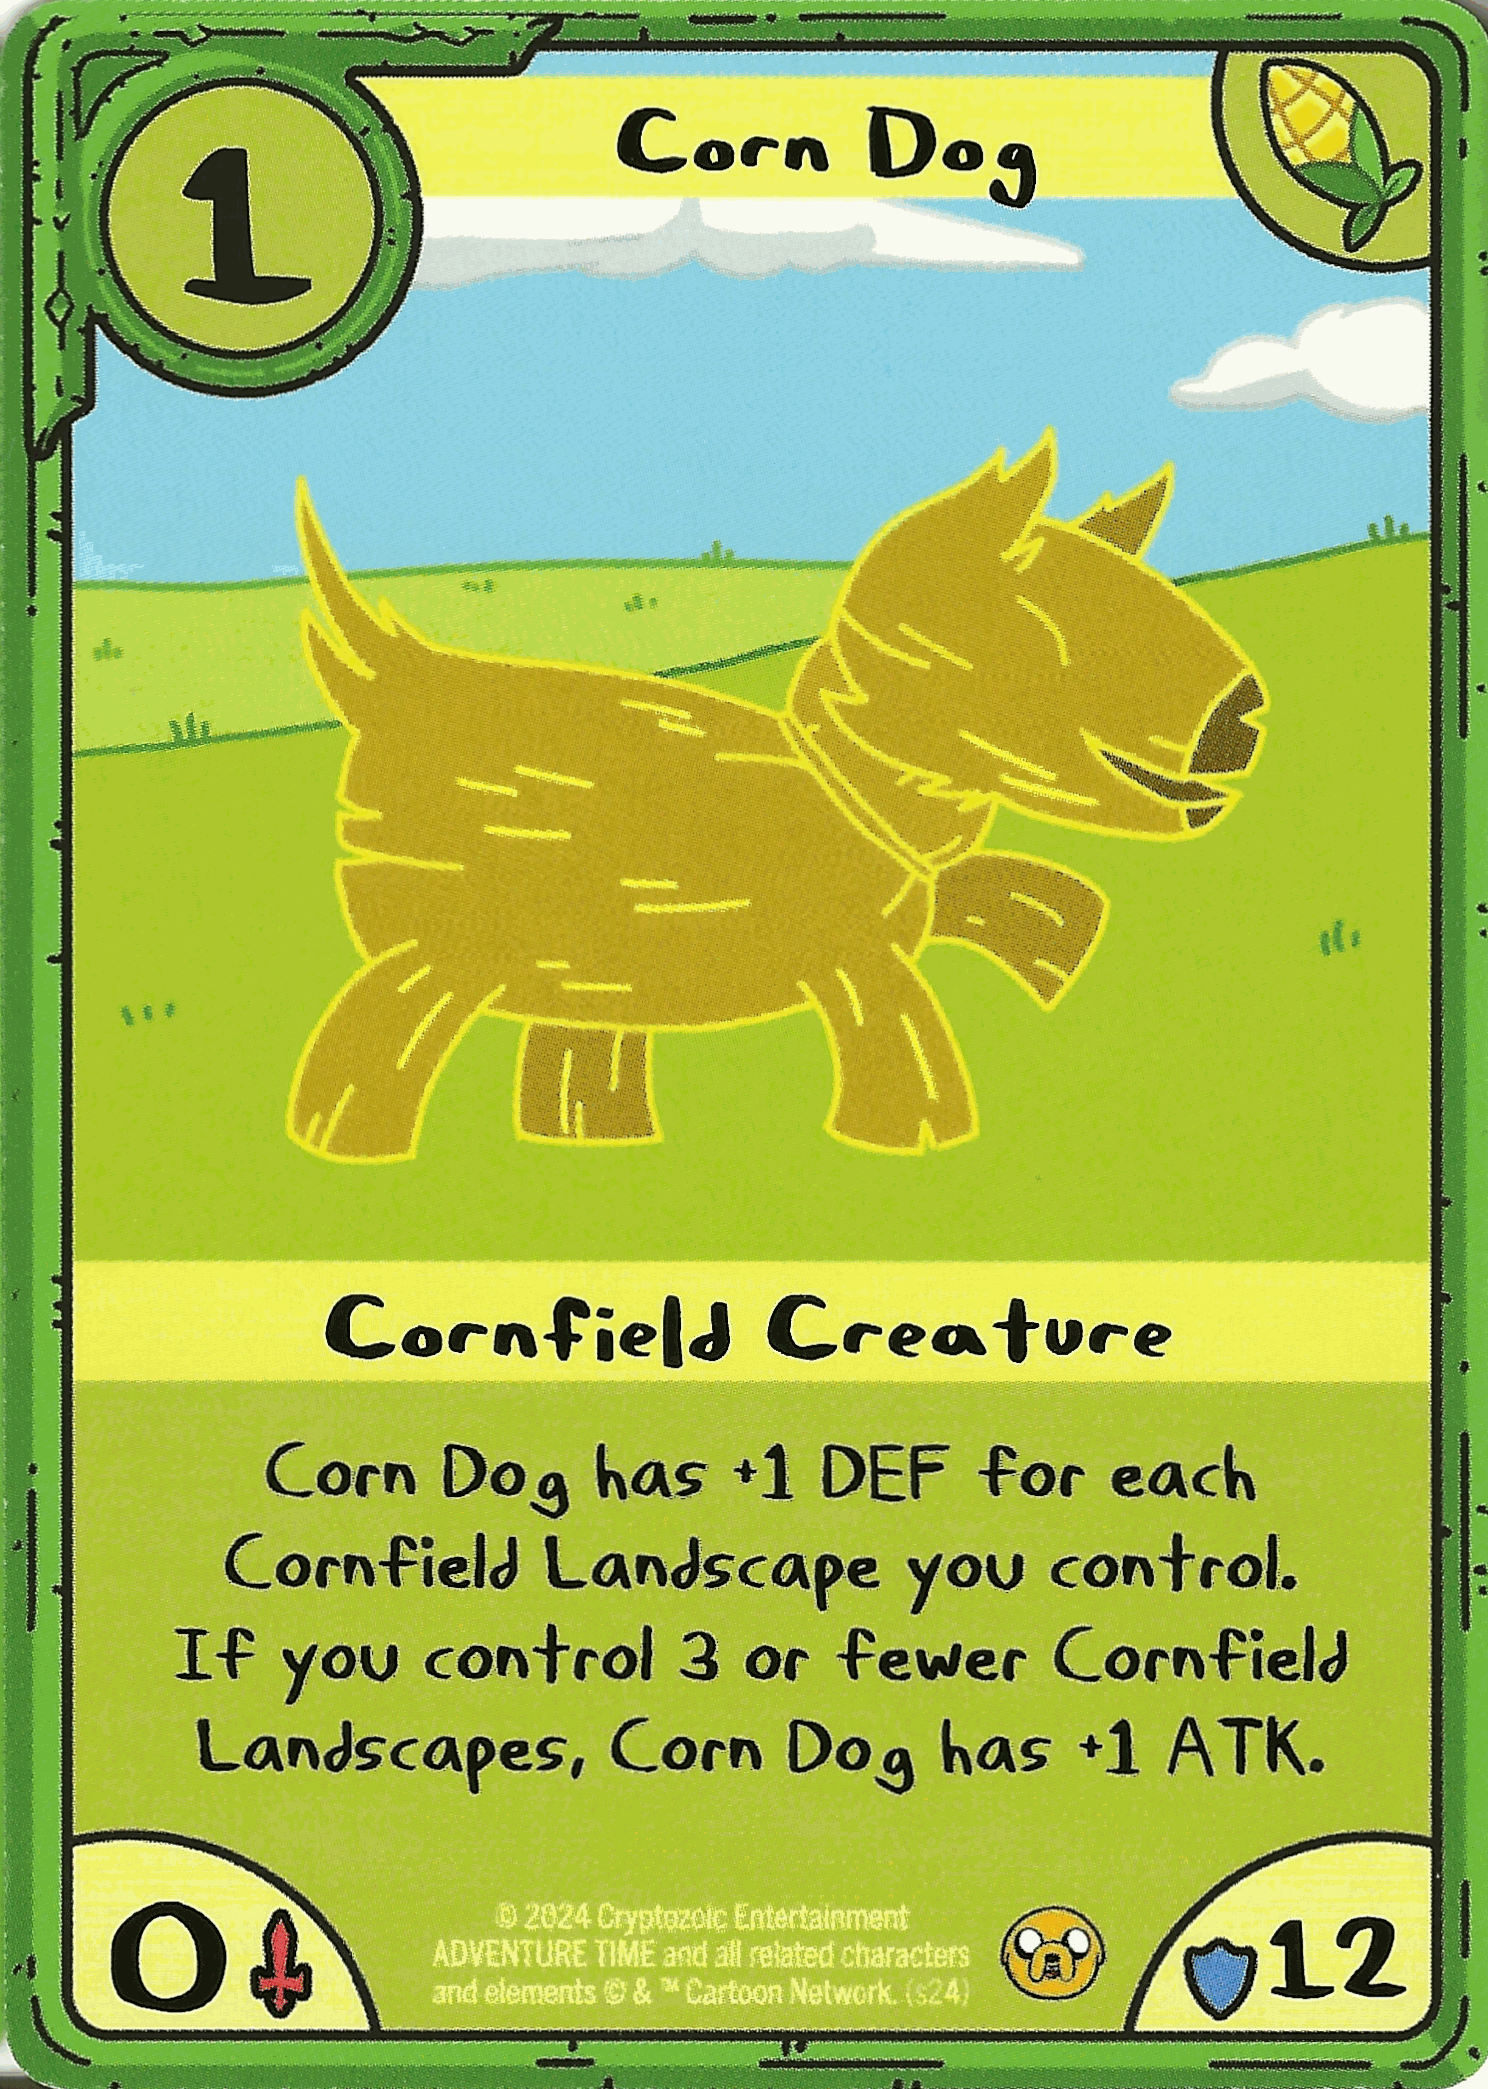 1
Corn Dog
Cornfield Creature
Corn Dog has +1 DEF for each
Cornfield Landscape you control.
If you control 3 or fewer Cornfield
Landscapes, Corn Dog has +1 ATK.
0
© 2024 Cryptozoic Entertainment
ADVENTURE TIME and all related characters
and elements © & ™ Cartoon Network. (s24)
12